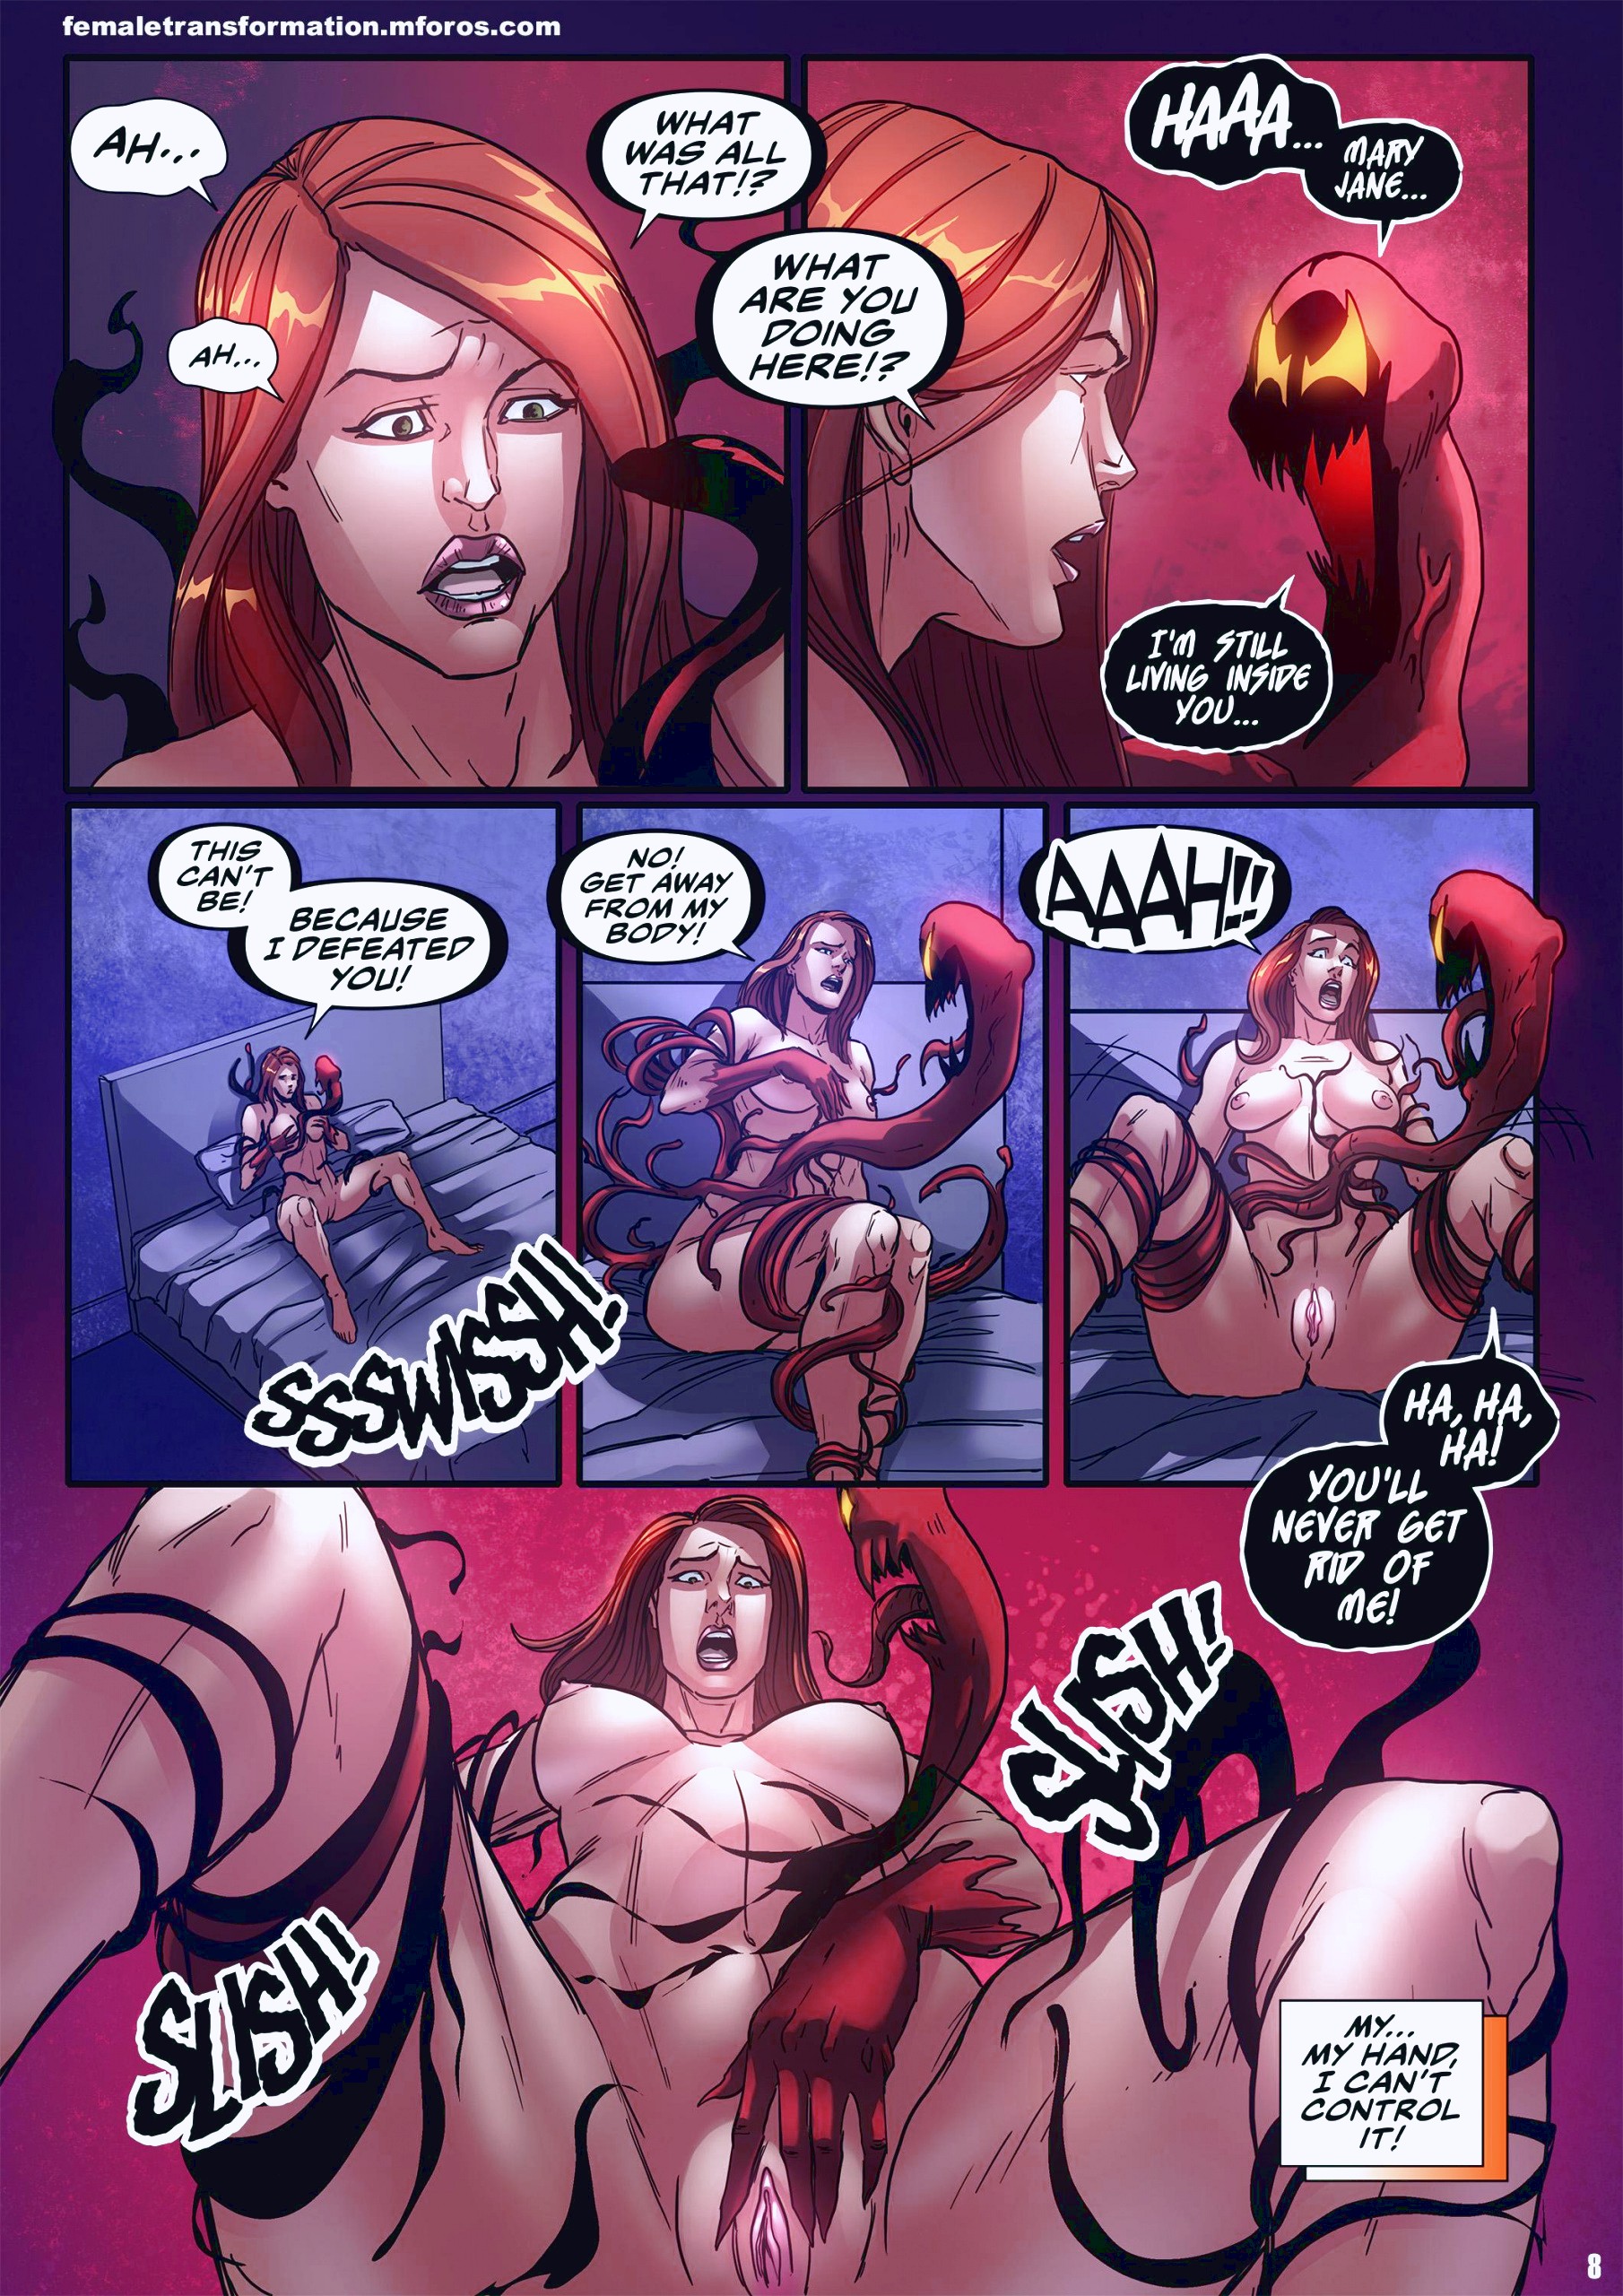 femaletransformation.mforos.com
AH...
AH...
WHAT
WAS ALL
THAT!?
WHAT
ARE YOU
DOING
HERE!?
HAAA...
MARY
JANE...
I'M STILL
LIVING INSIDE
YOU...
THIS
CAN'T
BE!
BECAUSE
I DEFEATED
YOU!
NO!
GET AWAY
FROM MY
BODY!
SSSWISSH!
AAAH!!
HA, HA,
HA!
YOU'LL
NEVER GET
RID OF
ME!
SLISH!
SLISH!
MY...
MY HAND,
I CAN'T
CONTROL
IT!
8